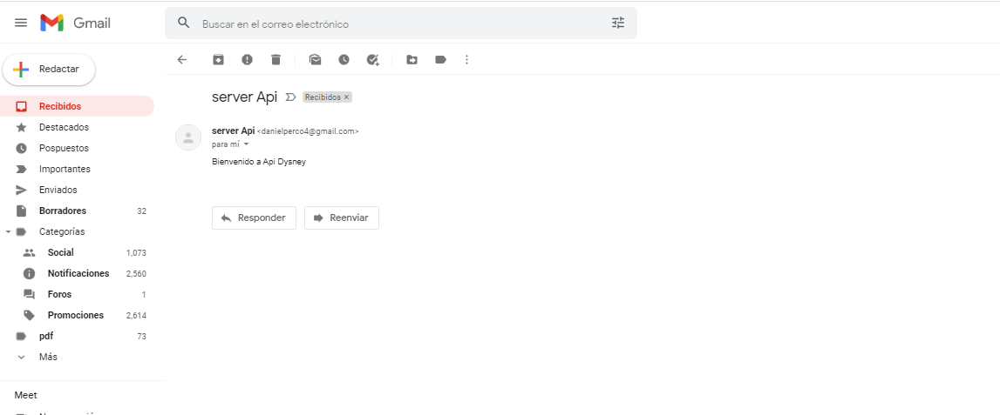 Gmail
Buscar en el correo electrónico
Redactar
Recibidos
Destacados
Pospuestos
Importantes
Enviados
Borradores 32
Categorías
Social 1,073
Notificaciones 2,560
Foros 1
Promociones 2,614
pdf 73
Más
Meet
server Api Recibidos ×
server Api <danielperco4@gmail.com>
para mí
Bienvenido a Api Dysney
Responder Reenviar